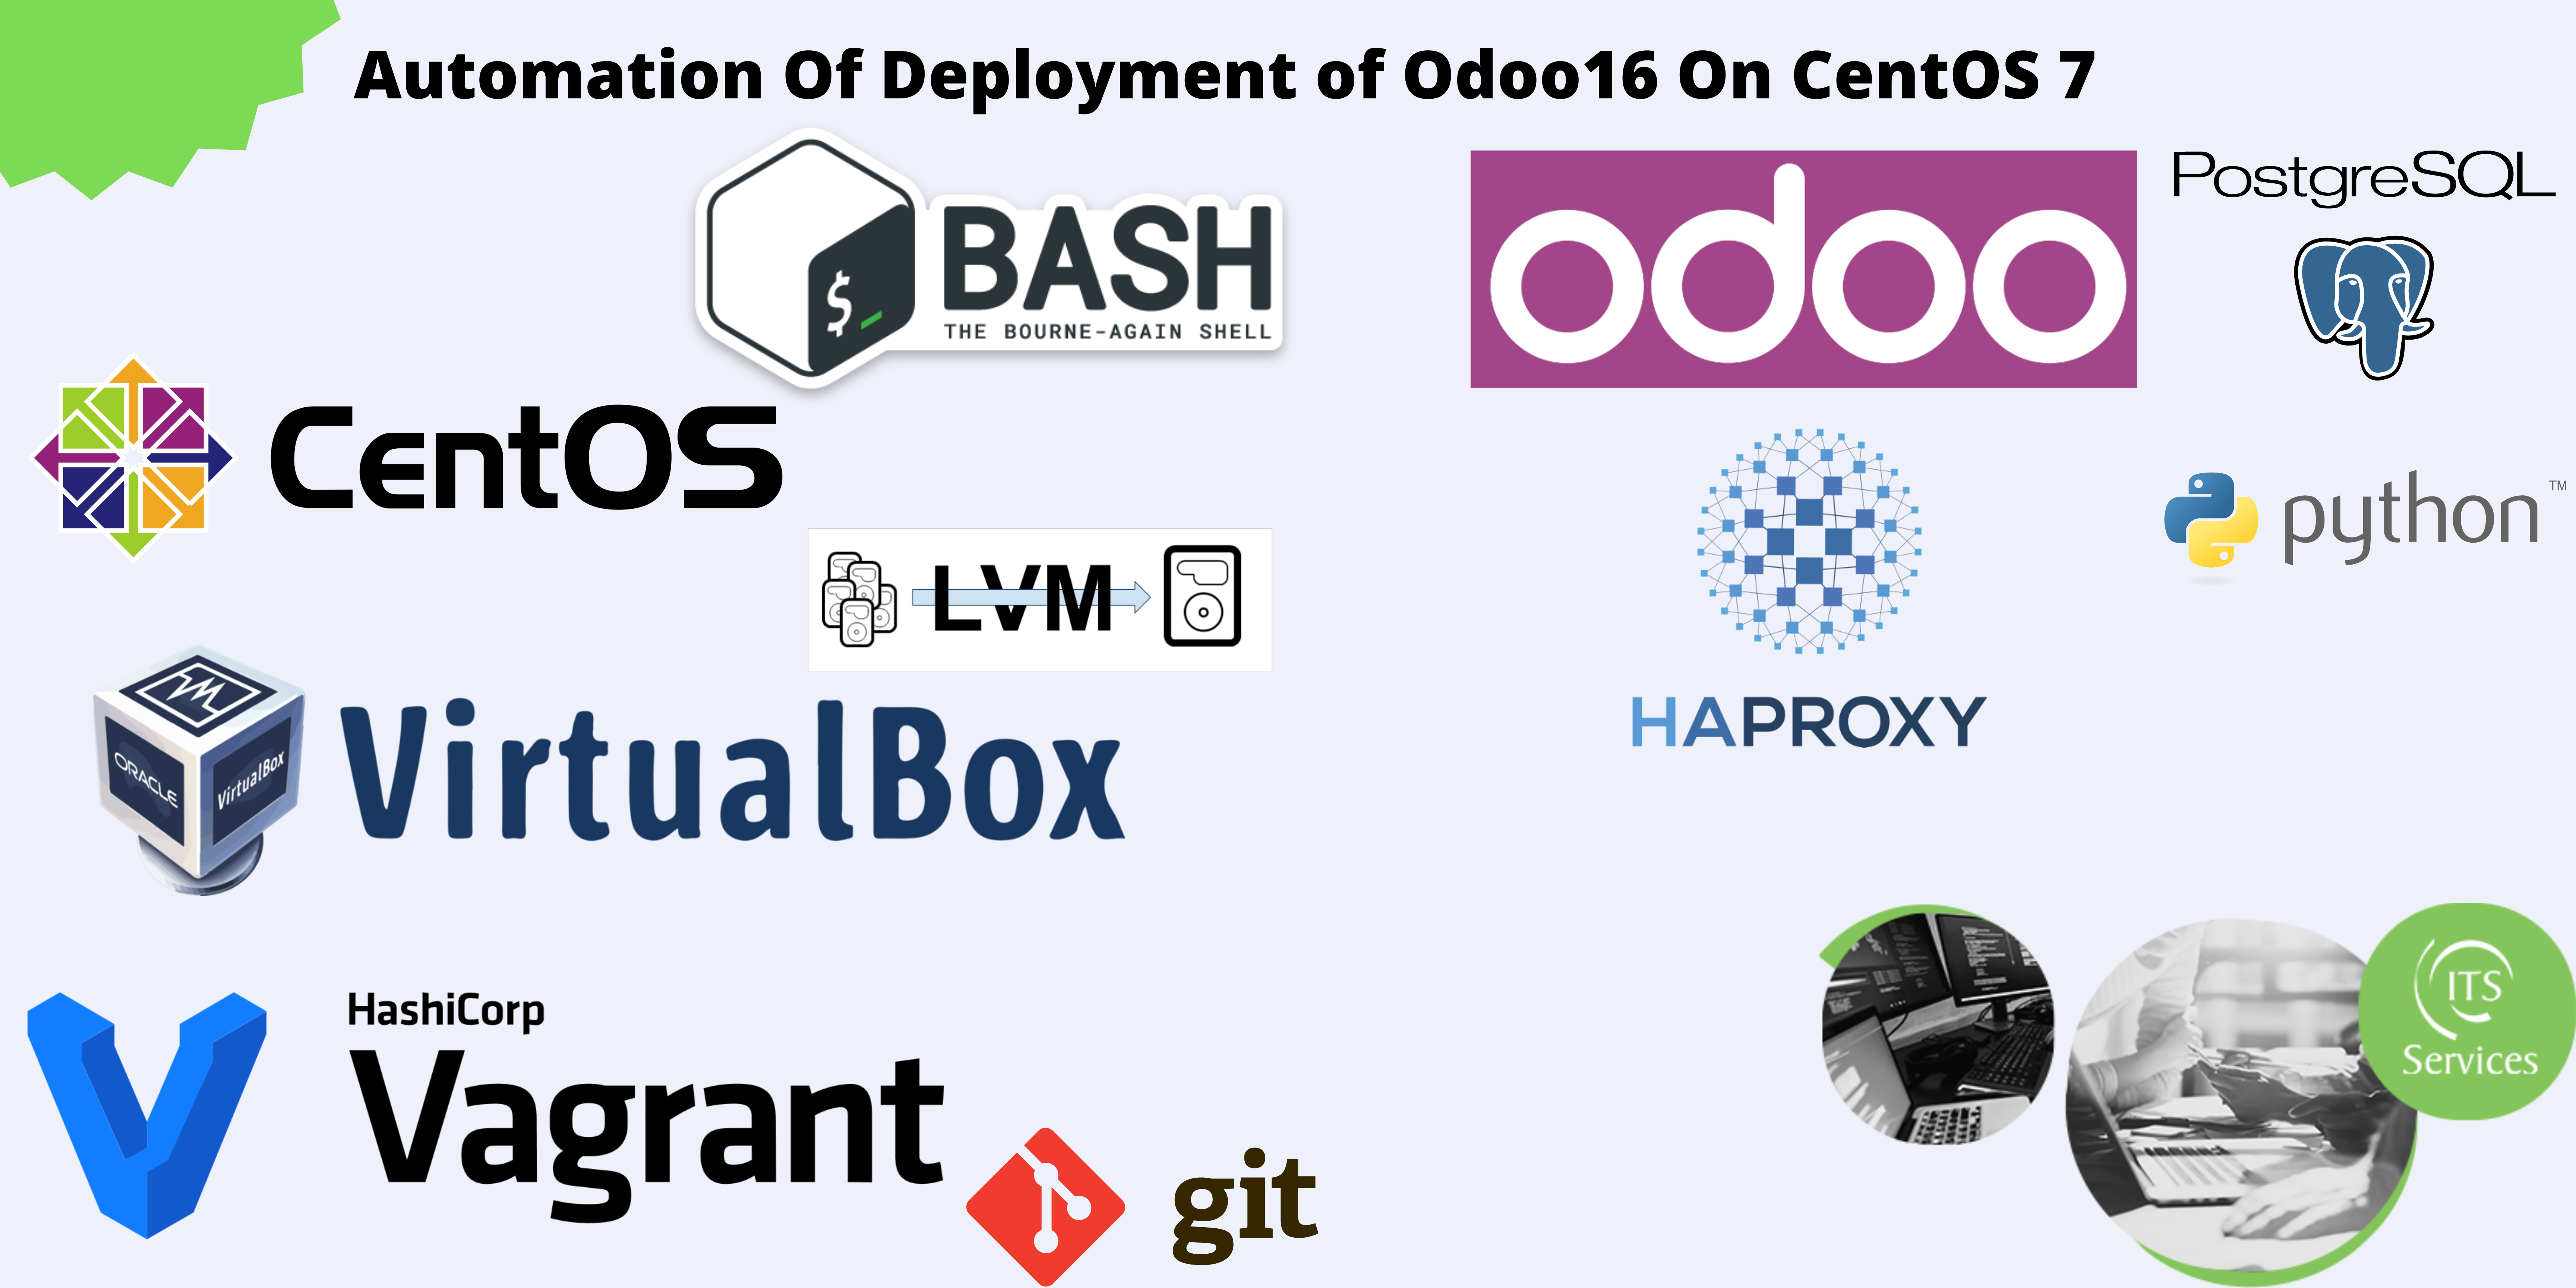 Automation Of Deployment of Odoo16 On CentOS 7
BASH
THE BOURNE-AGAIN SHELL
$_
odoo
PostgreSQL
CentOS
LVM
HAPROXY
python™
ORACLE
VirtualBox
VirtualBox
HashiCorp
Vagrant
git
ITS
Services